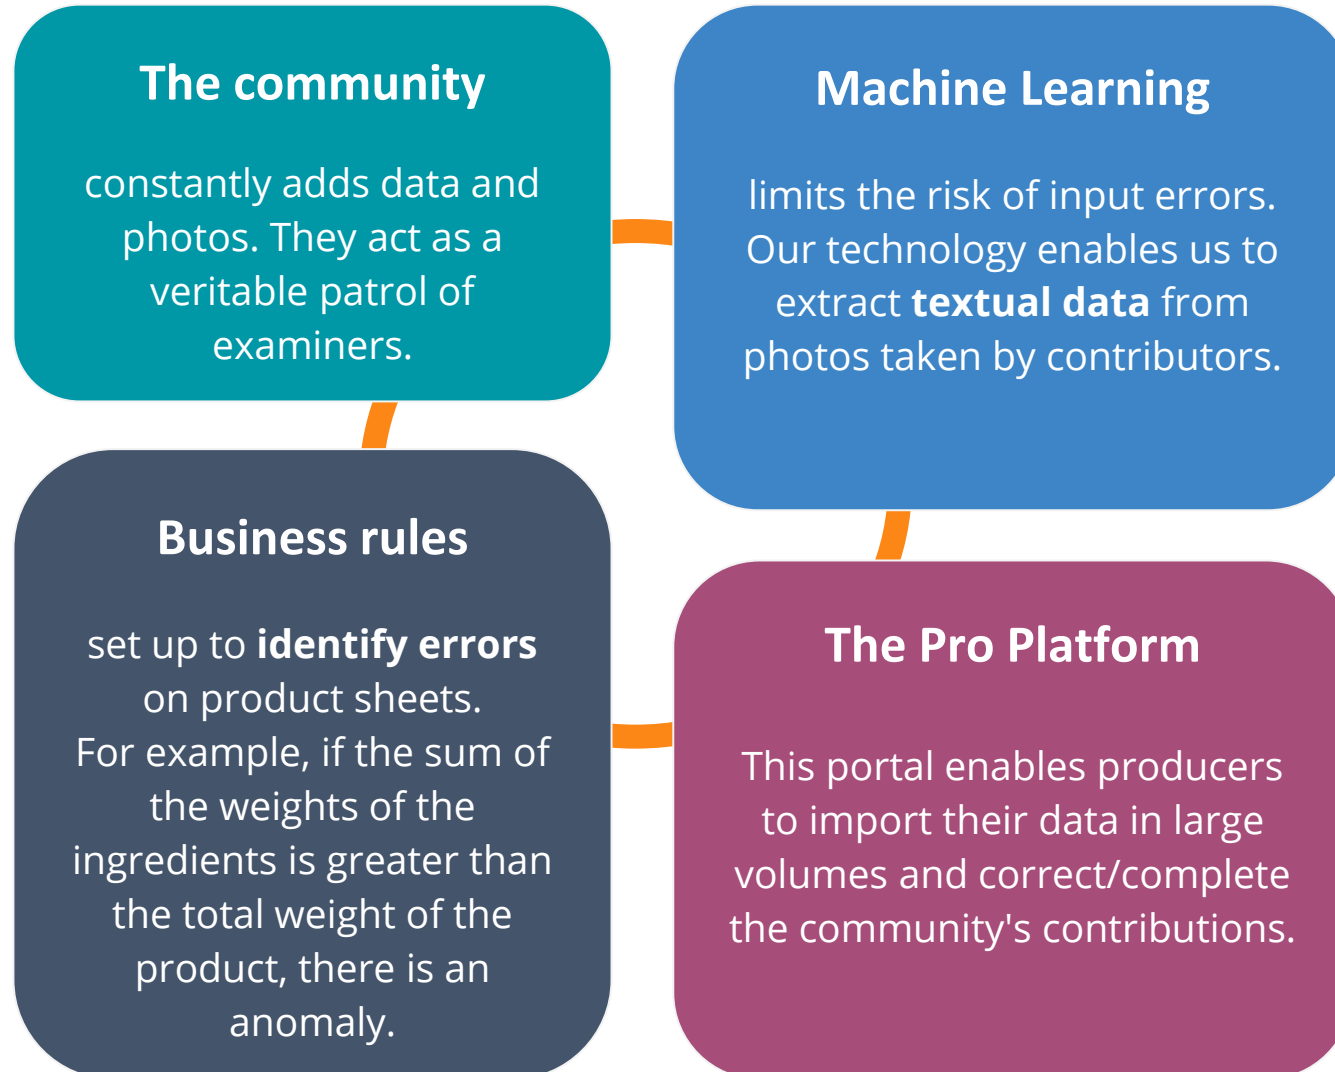 The community
constantly adds data and
photos. They act as a
veritable patrol of
examiners.
Machine Learning
limits the risk of input errors.
Our technology enables us to
extract textual data from
photos taken by contributors.
Business rules
set up to identify errors
on product sheets.
For example, if the sum of
the weights of the
ingredients is greater than
the total weight of the
product, there is an
anomaly.
The Pro Platform
This portal enables producers
to import their data in large
volumes and correct/complete
the community's contributions.